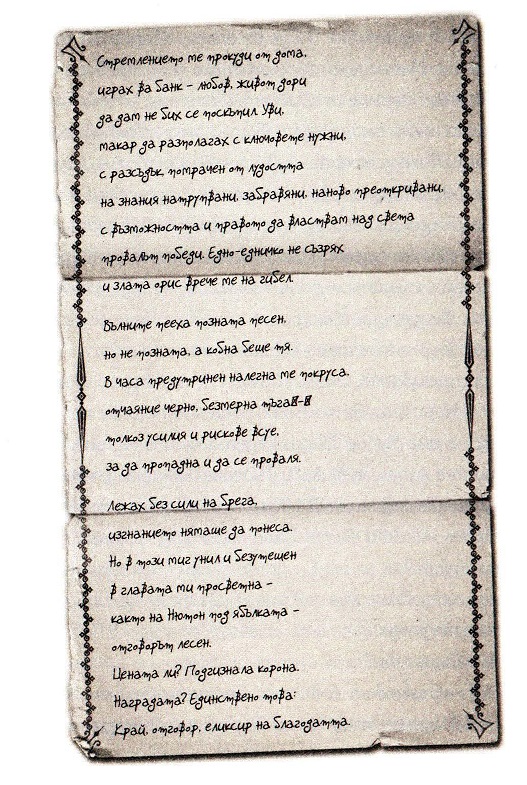 Стремлението ме прокуди от дома,
играх ва банк – любов, живот дори
да дам не бих се поскъпил. Уви,
макар да разполагах с ключовете нужни,
с разсъдък помрачен от лудостта
на знания натрупвани, забравяни, наново преоткривани,
с възможността и правото да властвам над света
провалът победи. Едно-едничко не съзрях
и злата орис врече ме на гибел.
Вълните пееха позната песен,
но не позната, а кобна беше тя.
В часа предутринен налегна ме покруса,
отчаяние черно, безмерна тъга –
толкоз усилия и рискове всуе,
за да пропадна и да се проваля.
Лежах без сили на брега,
изгнанието нямаше да понеса.
Но в този миг унил и безутешен
в главата ми просветна –
както на Нютон под ябълката –
отговорът лесен.
Цената ли? Подгизнала корона.
Наградата? Единствено това:
Край, отговор, еликсир на благодатта.